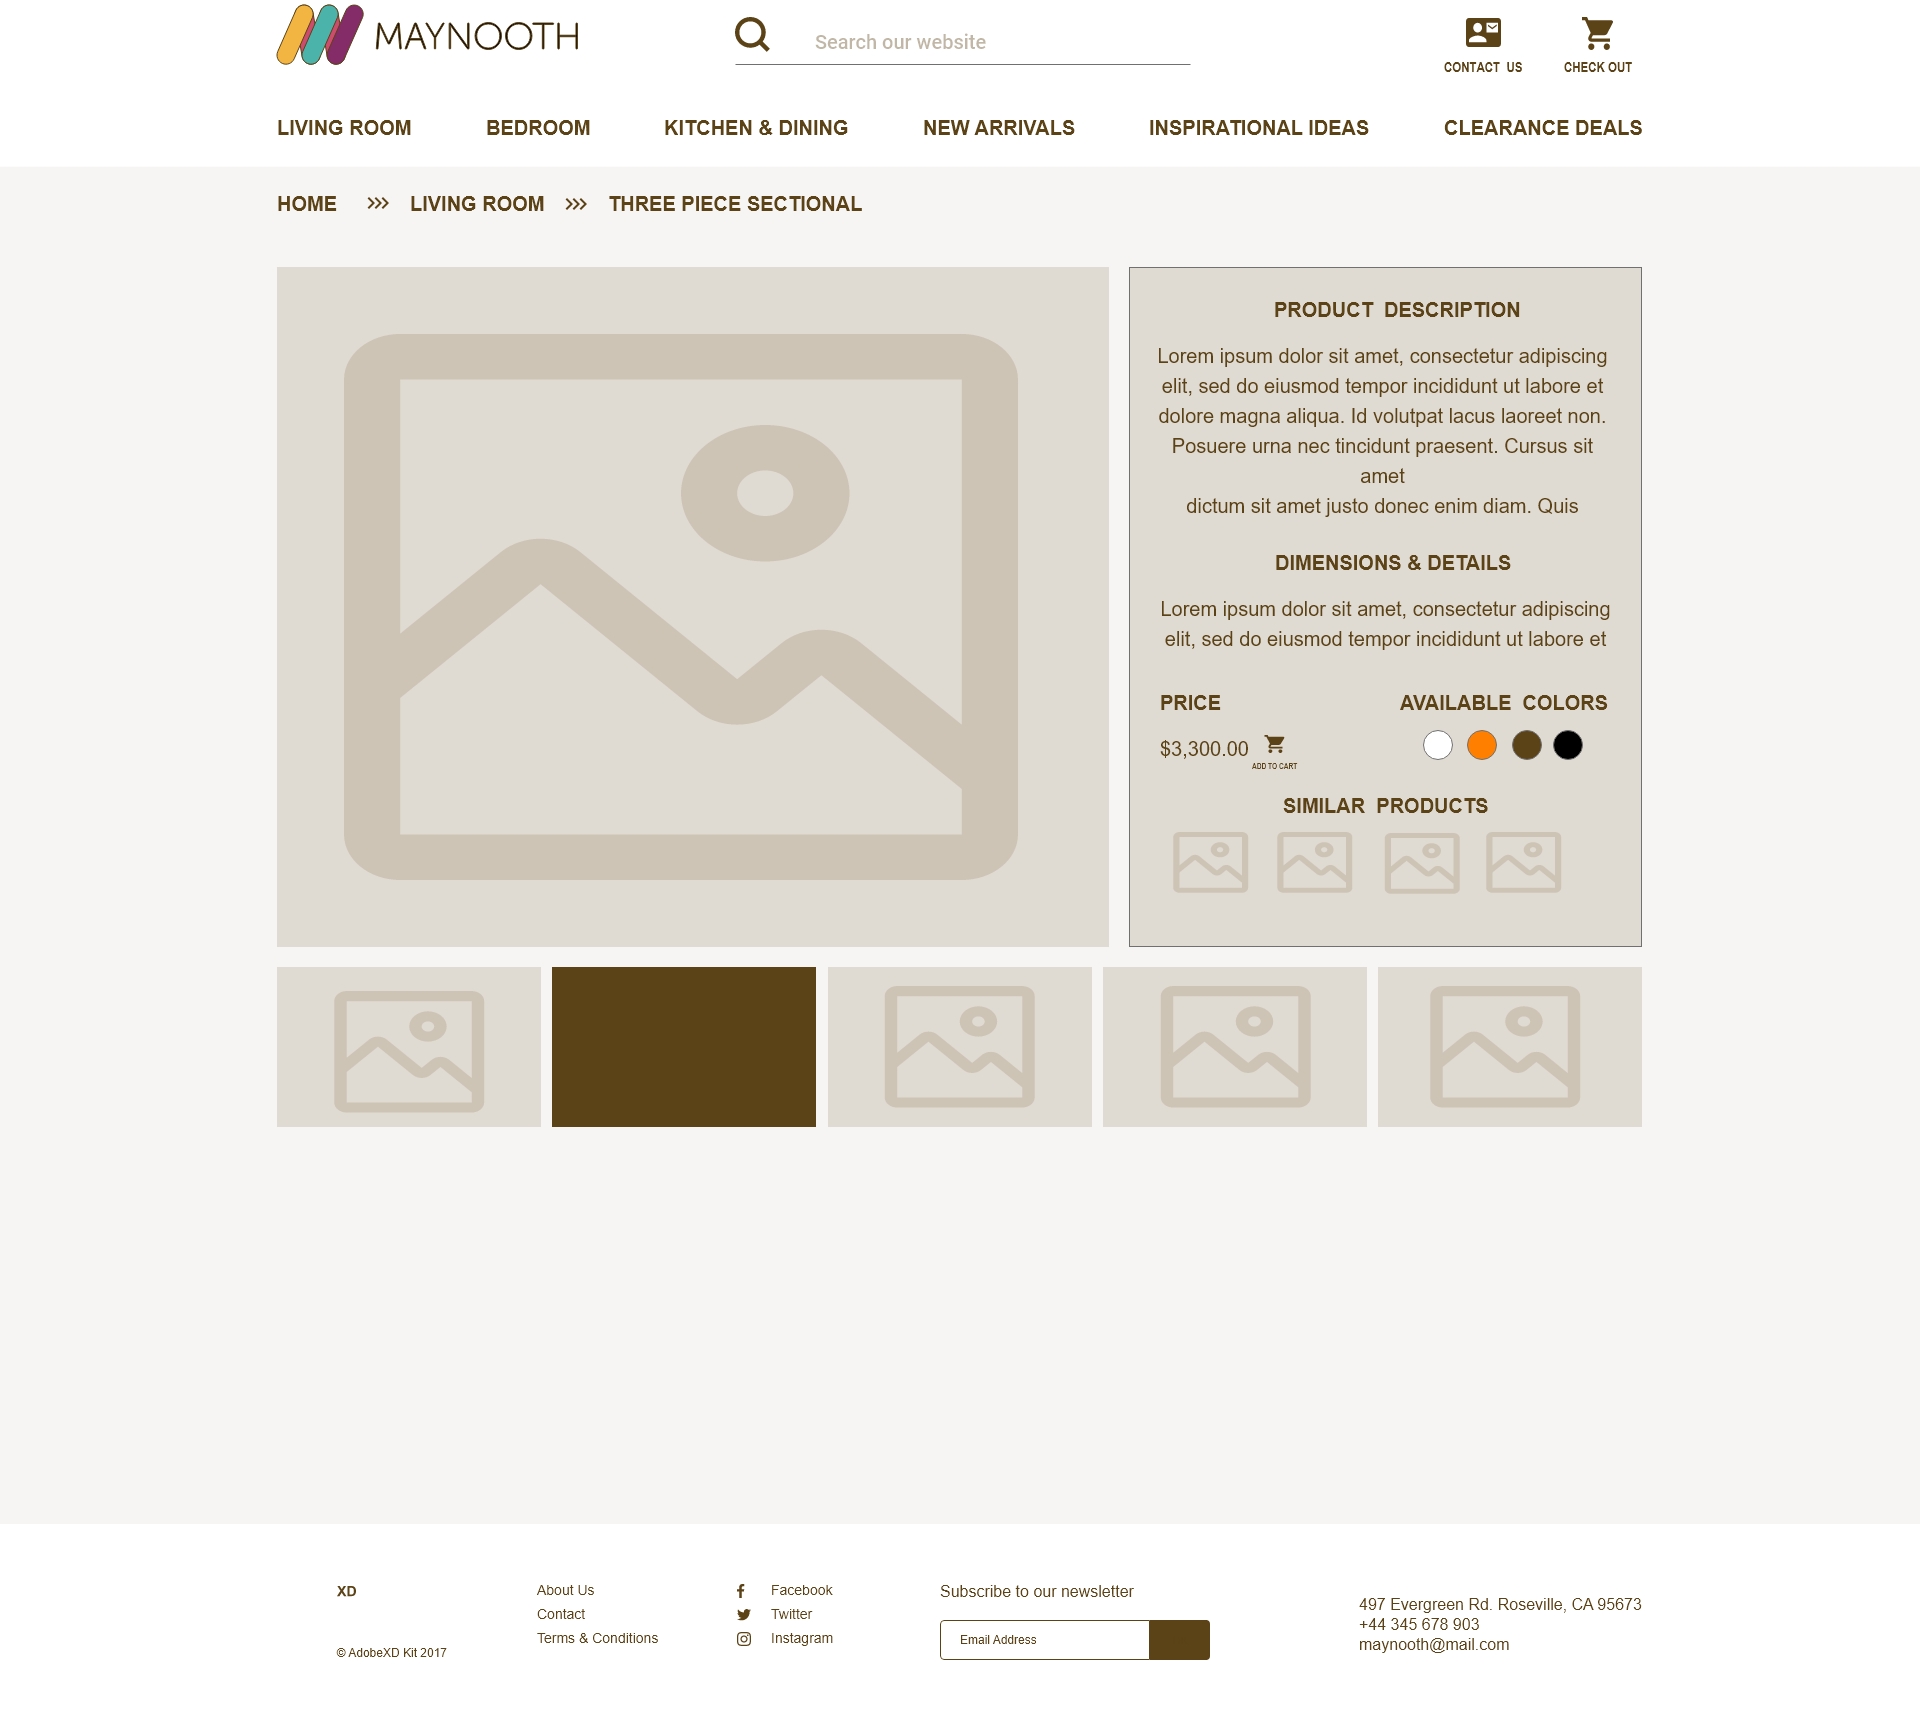 MAYNOOTH
Search our website
CONTACT US
CHECK OUT
LIVING ROOM
BEDROOM
KITCHEN & DINING
NEW ARRIVALS
INSPIRATIONAL IDEAS
CLEARANCE DEALS
HOME
LIVING ROOM
THREE PIECE SECTIONAL
PRODUCT DESCRIPTION
Lorem ipsum dolor sit amet, consectetur adipiscing
elit, sed do eiusmod tempor incididunt ut labore et
dolore magna aliqua. Id volutpat lacus laoreet non.
Posuere urna nec tincidunt praesent. Cursus sit
amet
dictum sit amet justo donec enim diam. Quis
DIMENSIONS & DETAILS
Lorem ipsum dolor sit amet, consectetur adipiscing
elit, sed do eiusmod tempor incididunt ut labore et
PRICE
AVAILABLE COLORS
$3,300.00
ADD TO CART
SIMILAR PRODUCTS
XD
© AdobeXD Kit 2017
About Us
Contact
Terms & Conditions
Facebook
Twitter
Instagram
Subscribe to our newsletter
Email Address
497 Evergreen Rd. Roseville, CA 95673
+44 345 678 903
maynooth@mail.com